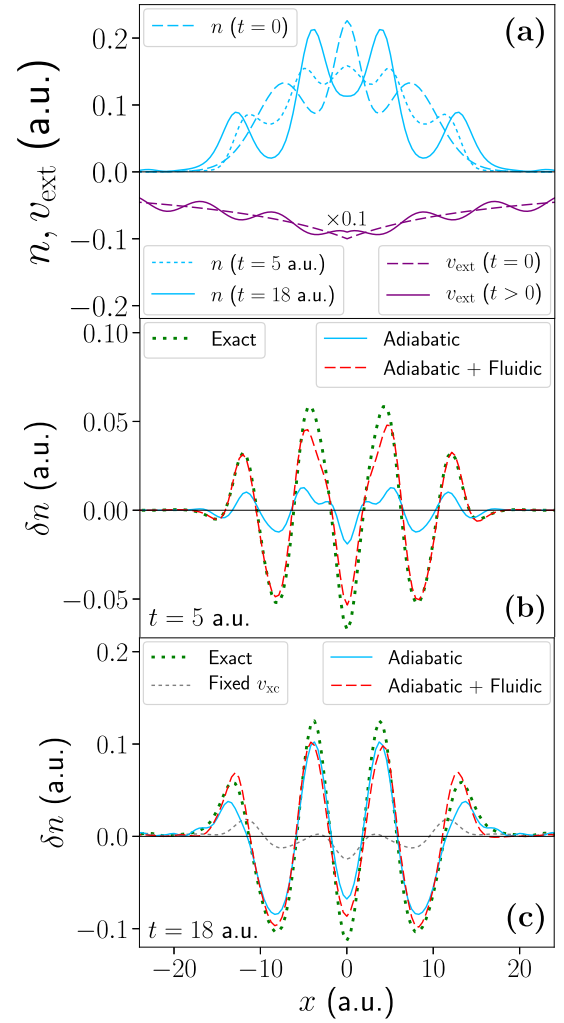 0.2
0.1
0.0
−0.1
−0.2
n, v_ext (a.u.)
n (t = 0)
(a)
×0.1
n (t = 5 a.u.)
n (t = 18 a.u.)
v_ext (t = 0)
v_ext (t > 0)
0.10
0.05
0.00
−0.05
δn (a.u.)
Exact
Adiabatic
Adiabatic + Fluidic
t = 5 a.u.
(b)
0.2
0.1
0.0
−0.1
δn (a.u.)
Exact
Fixed v_xc
Adiabatic
Adiabatic + Fluidic
t = 18 a.u.
(c)
−20 −10 0 10 20
x (a.u.)